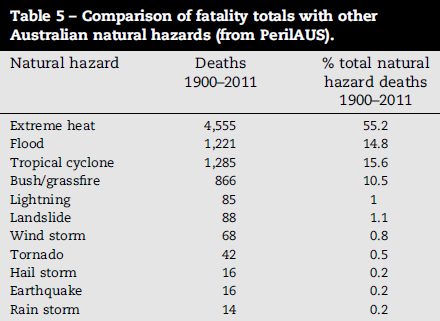 Table 5 – Comparison of fatality totals with other
Australian natural hazards (from PerilAUS).
Natural hazard Deaths % total natural
1900–2011 hazard deaths
1900–2011
Extreme heat 4,555 55.2
Flood 1,221 14.8
Tropical cyclone 1,285 15.6
Bush/grassfire 866 10.5
Lightning 85 1
Landslide 88 1.1
Wind storm 68 0.8
Tornado 42 0.5
Hail storm 16 0.2
Earthquake 16 0.2
Rain storm 14 0.2